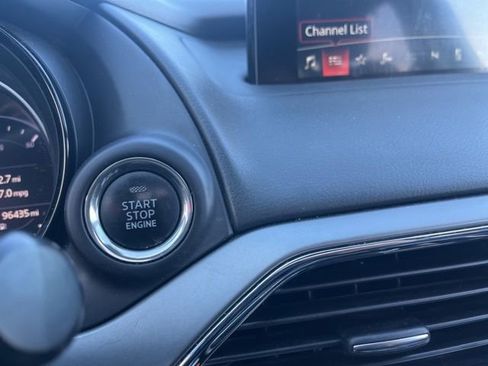 Channel List
2.7 mi
7.0 mpg
96435 mi
START
STOP
ENGINE